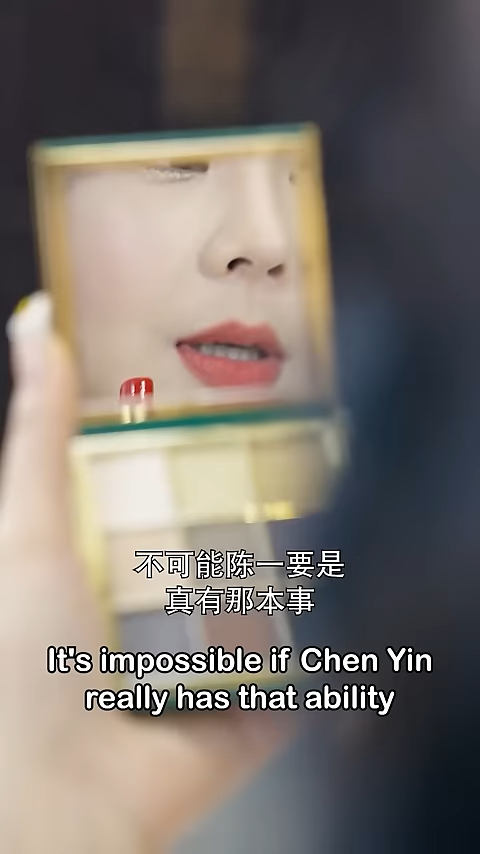 不可能陈一要是
真有那本事
It's impossible if Chen Yin
really has that ability